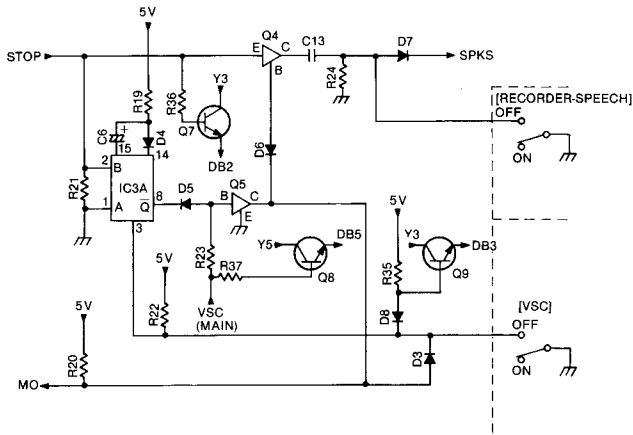 5V
Q4
E
C
B
C13
D7
STOP
SPKS
R19
R36
Y3
R24
[RECORDER-SPEECH]
OFF
ON
C6
+
D4
Q7
DB2
D6
15
14
2
B
IC3A
R21
1
A
Q
8
3
D5
Q5
B
C
E
5V
R23
R37
Y5
DB5
Q8
R35
Y3
DB3
Q9
5V
R22
VSC
(MAIN)
D8
[VSC]
OFF
ON
5V
R20
D3
MO